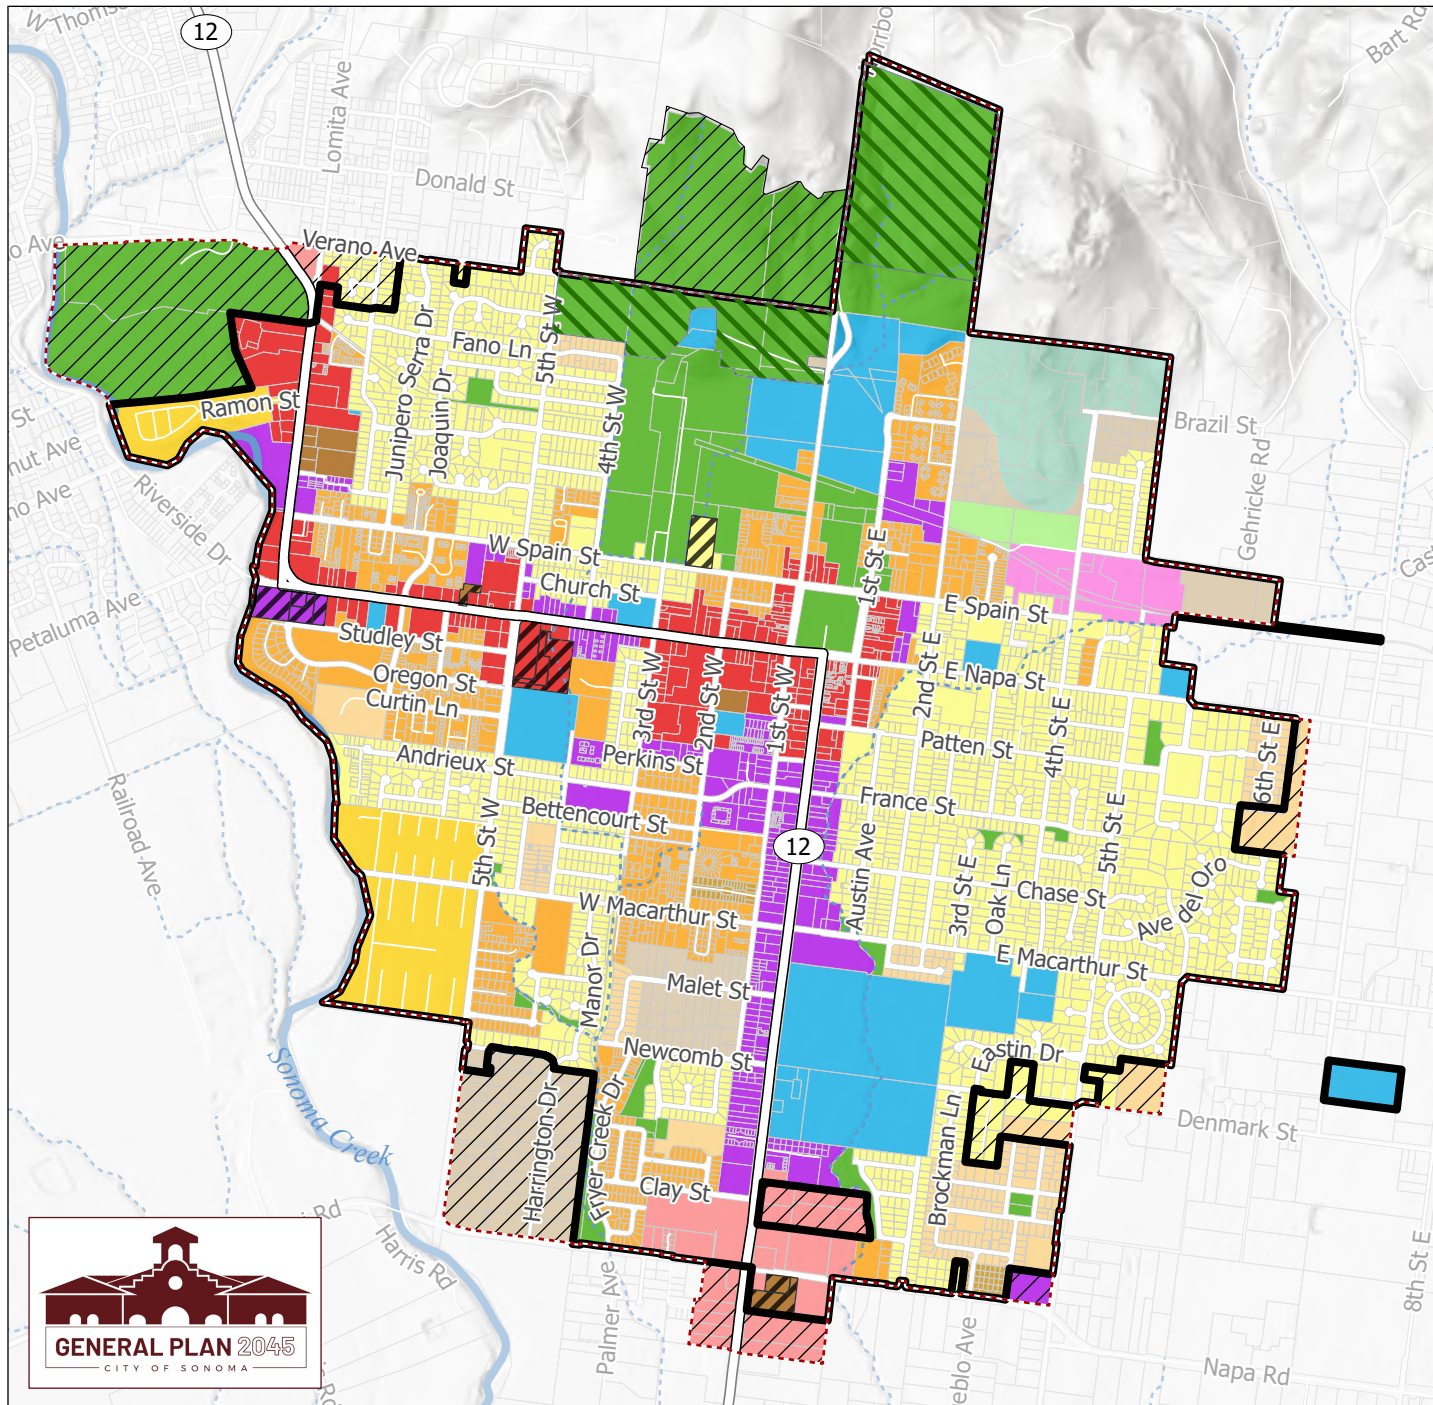 12
W Thomso
Bart Rd
Lomita Ave
Donald St
Verano Ave
Fano Ln
5th St W
Junipero Serra Dr
Joaquin Dr
4th St W
Ramon St
Brazil St
Gehricke Rd
St
Riverside Dr
W Spain St
Church St
1st St E
E Spain St
Petaluma Ave
Studley St
Oregon St
Curtin Ln
3rd St W
2nd St W
1st St W
2nd St E
E Napa St
4th St E
Patten St
6th St E
Andrieux St
Perkins St
France St
Railroad Ave
5th St W
Bettencourt St
12
Austin Ave
5th St E
3rd St E
Oak Ln
Chase St
Ave del Oro
W Macarthur St
E Macarthur St
Manor Dr
Malet St
Newcomb St
Eastin Dr
Sonoma Creek
Harrington Dr
Fryer Creek Dr
Brockman Ln
Denmark St
Clay St
Harris Rd
8th St E
Palmer Ave
Napa Rd
GENERAL PLAN 2045
CITY OF SONOMA